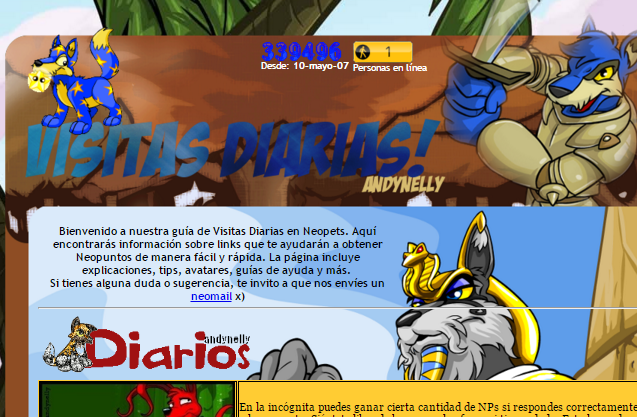 339496
Desde: 10-mayo-07
1
Personas en línea
VISITAS DIARIAS!
ANDYNELLY
Bienvenido a nuestra guía de Visitas Diarias en Neopets. Aquí
encontrarás información sobre links que te ayudarán a obtener
Neopuntos de manera fácil y rápida. La página incluye
explicaciones, tips, avatares, guías de ayuda y más.
Si tienes alguna duda o sugerencia, te invito a que nos envíes un
neomail x)
andynelly
Diarios
En la incógnita puedes ganar cierta cantidad de NPs si respondes correctamente